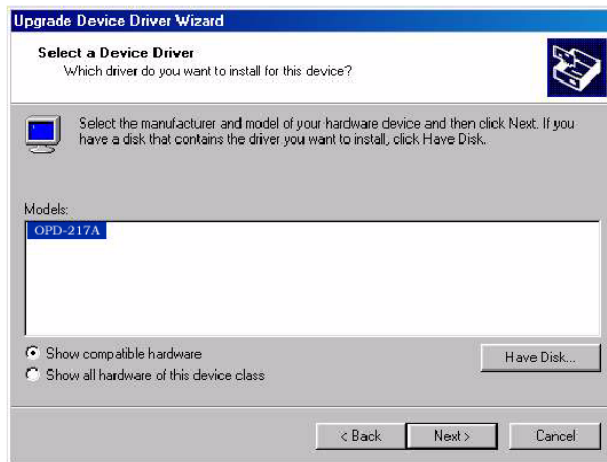 Upgrade Device Driver Wizard
Select a Device Driver
Which driver do you want to install for this device?
Select the manufacturer and model of your hardware device and then click Next. If you
have a disk that contains the driver you want to install, click Have Disk.
Models:
OPD-217A
Show compatible hardware
Show all hardware of this device class
Have Disk...
< Back
Next >
Cancel